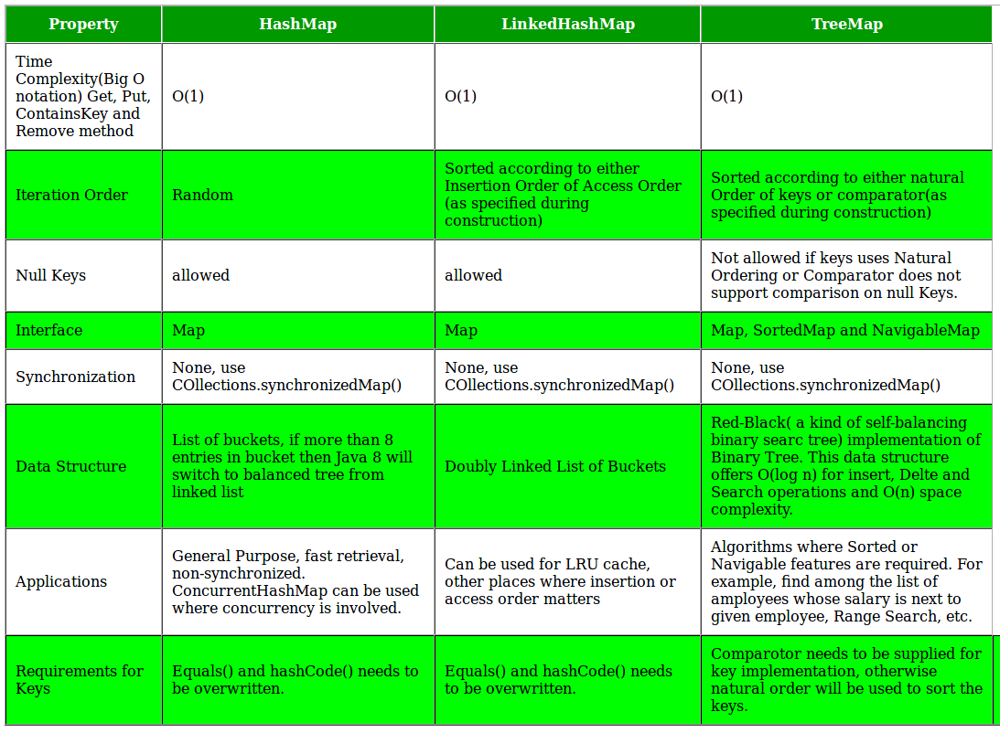 Property
HashMap
LinkedHashMap
TreeMap
Time
Complexity(Big O
notation) Get, Put,
ContainsKey and
Remove method
O(1)
O(1)
O(1)
Iteration Order
Random
Sorted according to either
Insertion Order of Access Order
(as specified during
construction)
Sorted according to either natural
Order of keys or comparator(as
specified during construction)
Null Keys
allowed
allowed
Not allowed if keys uses Natural
Ordering or Comparator does not
support comparison on null Keys.
Interface
Map
Map
Map, SortedMap and NavigableMap
Synchronization
None, use
COllections.synchronizedMap()
None, use
COllections.synchronizedMap()
None, use
COllections.synchronizedMap()
Data Structure
List of buckets, if more than 8
entries in bucket then Java 8 will
switch to balanced tree from
linked list
Doubly Linked List of Buckets
Red-Black( a kind of self-balancing
binary searc tree) implementation of
Binary Tree. This data structure
offers O(log n) for insert, Delte and
Search operations and O(n) space
complexity.
Applications
General Purpose, fast retrieval,
non-synchronized.
ConcurrentHashMap can be used
where concurrency is involved.
Can be used for LRU cache,
other places where insertion or
access order matters
Algorithms where Sorted or
Navigable features are required. For
example, find among the list of
ampoyees whose salary is next to
given employee, Range Search, etc.
Requirements for
Keys
Equals() and hashCode() needs to
be overwritten.
Equals() and hashCode() needs
to be overwritten.
Comparotor needs to be supplied for
key implementation, otherwise
natural order will be used to sort the
keys.